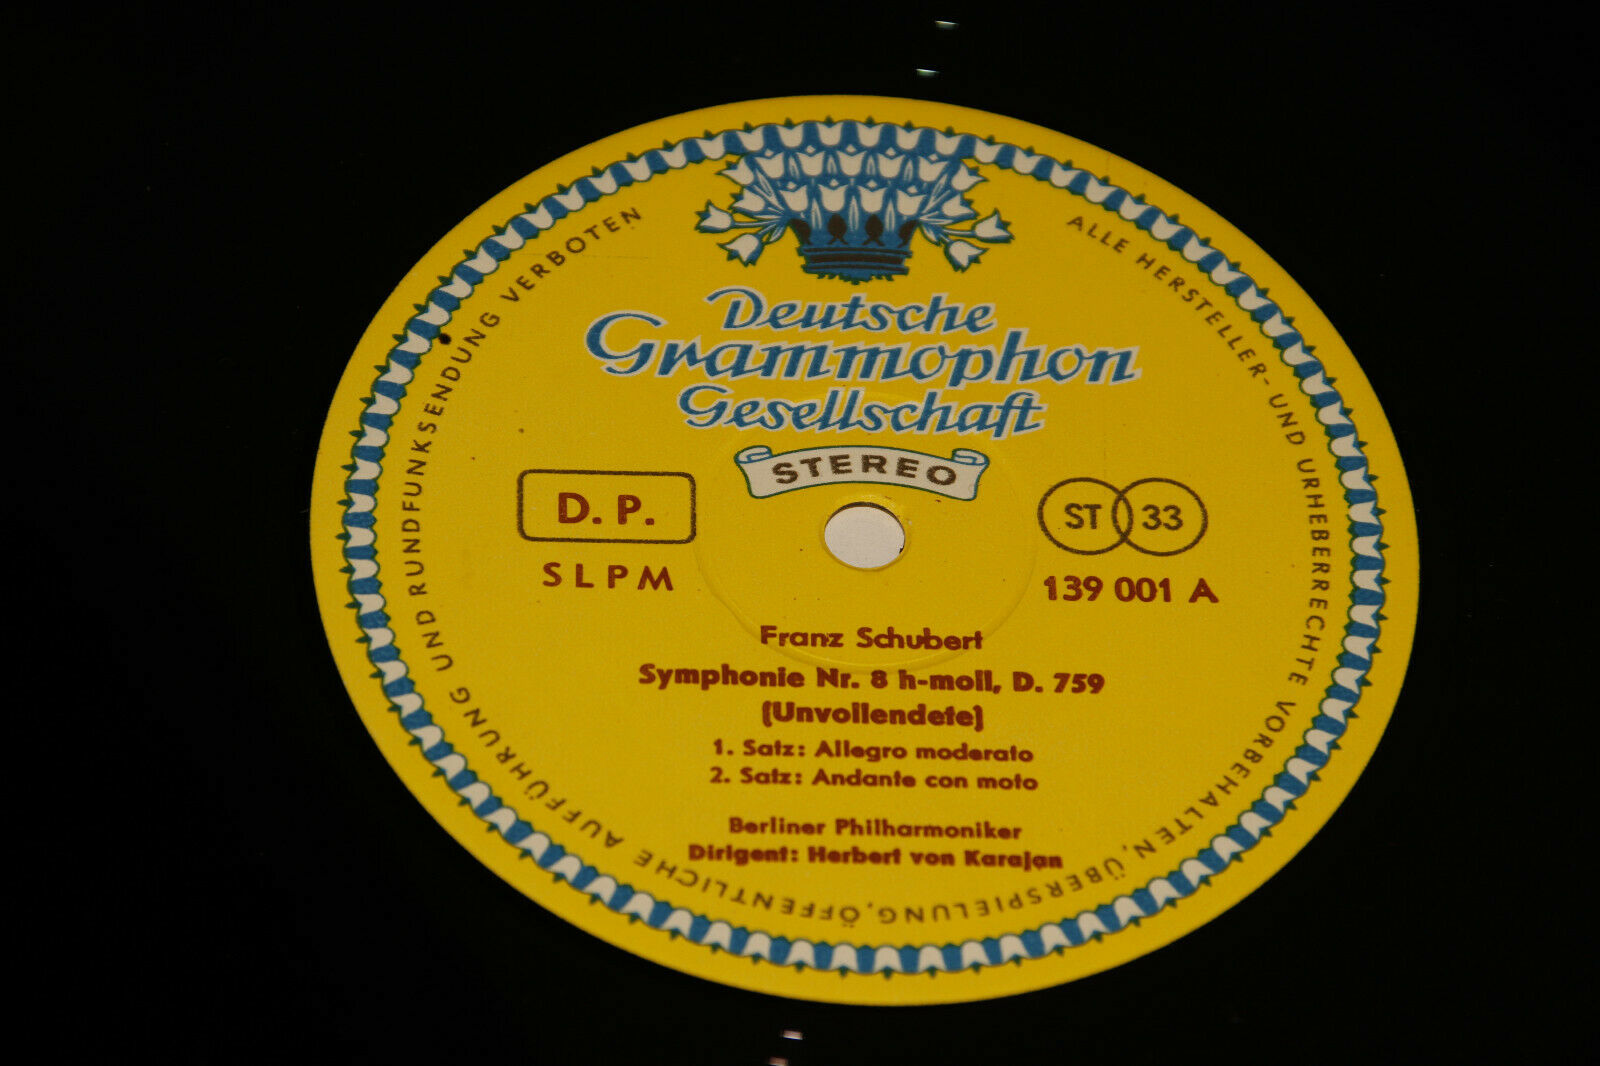 Deutsche
Grammophon
Gesellschaft
STEREO
D. P.
ST 33
SLPM
139 001 A
Franz Schubert
Symphonie Nr. 8 h-moll, D. 759
(Unvollendete)
1. Satz: Allegro moderato
2. Satz: Andante con moto
Berliner Philharmoniker
Dirigent: Herbert von Karajan
ALLE HERSTELLER- UND URHEBERRECHTE VORBEHALTEN, ÜBERSPIELUNG, ÖFFENTLICHE AUFFÜHRUNG UND RUNDFUNKSENDUNG VERBOTEN